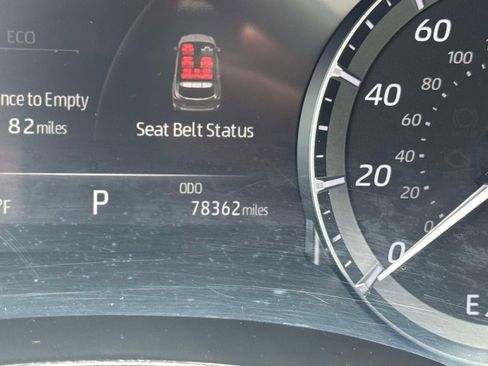 ECO
nce to Empty
82 miles
Seat Belt Status
°F
P
ODO
78362 miles
60
40
20
0
100
80
60
40
20
0
E